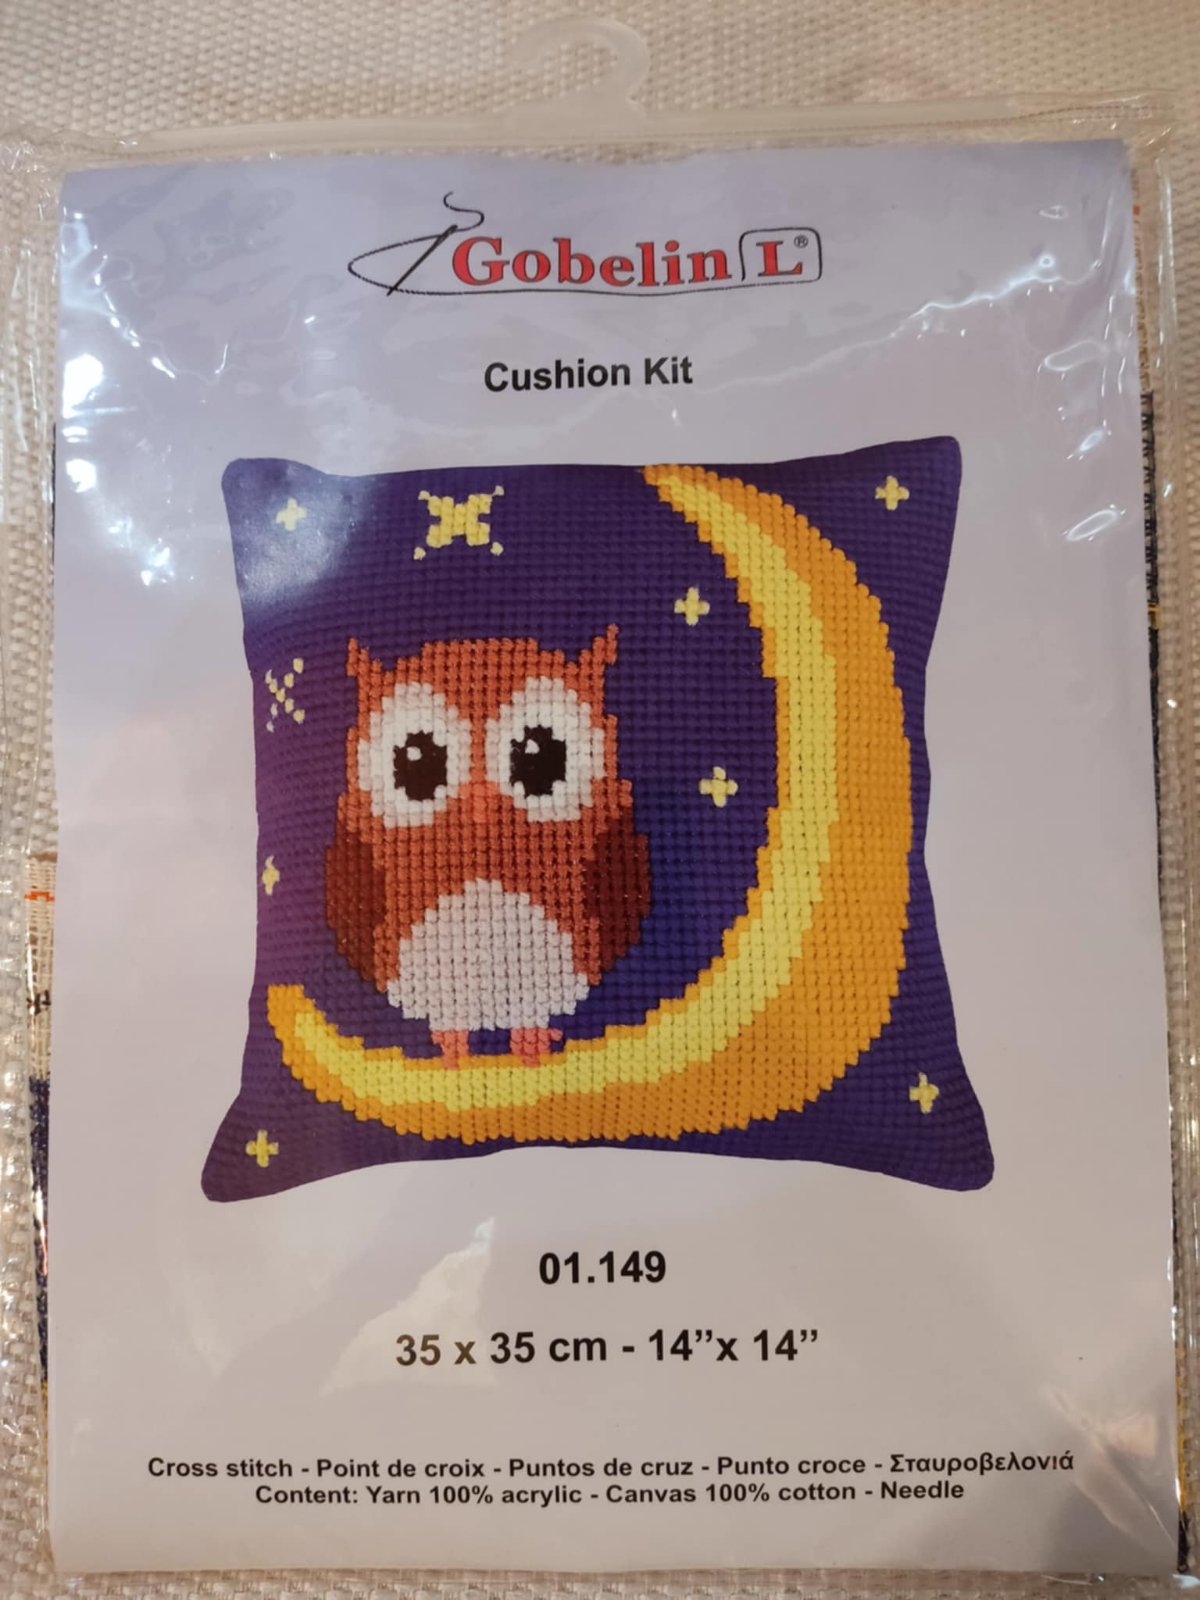 Gobelin L®
Cushion Kit
01.149
35 x 35 cm - 14”x 14”
Cross stitch - Point de croix - Puntos de cruz - Punto croce - Σταυροβελονιά
Content: Yarn 100% acrylic - Canvas 100% cotton - Needle